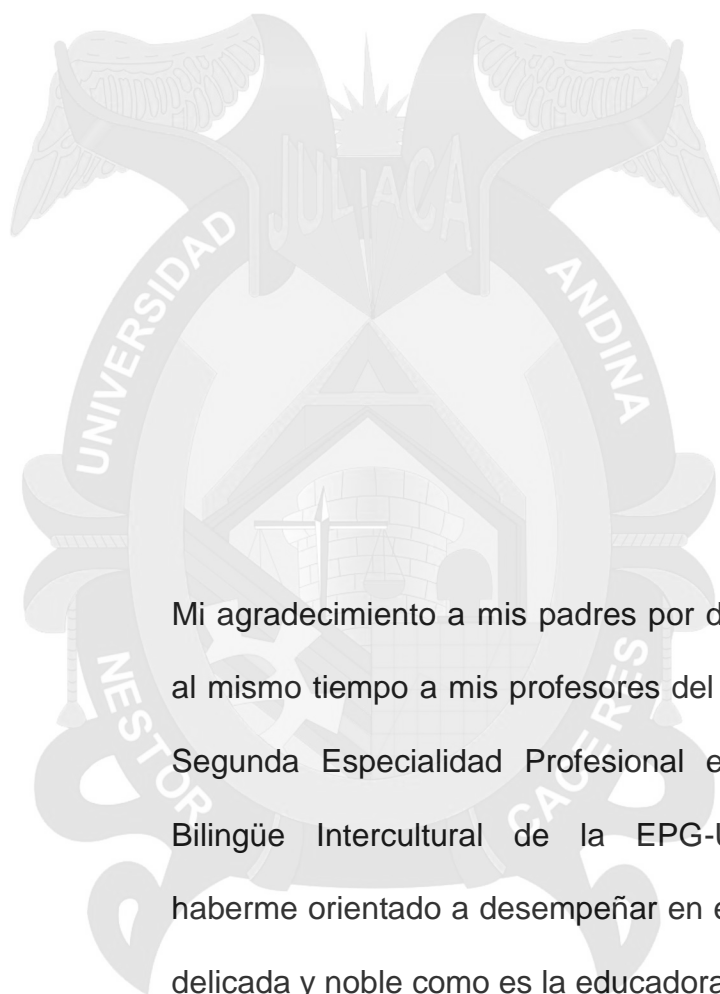 JULIACA
UNIVERSIDAD
ANDINA
NESTOR
CACERES
Mi agradecimiento a mis padres por
al mismo tiempo a mis profesores del
Segunda Especialidad Profesional
Bilingüe Intercultural de la
haberme orientado a desempeñar en
delicada y noble como es la educadora